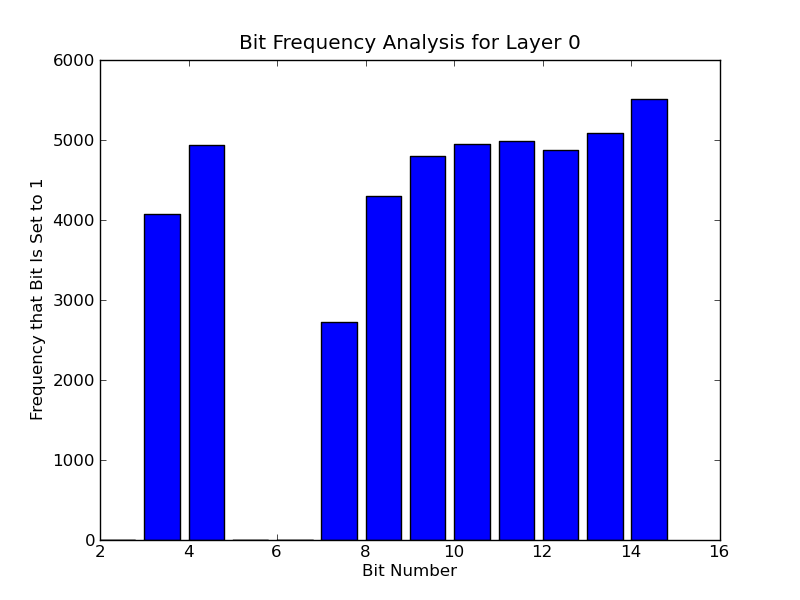 Bit Frequency Analysis for Layer 0
Frequency that Bit Is Set to 1
6000
5000
4000
3000
2000
1000
0
2 4 6 8 10 12 14 16
Bit Number